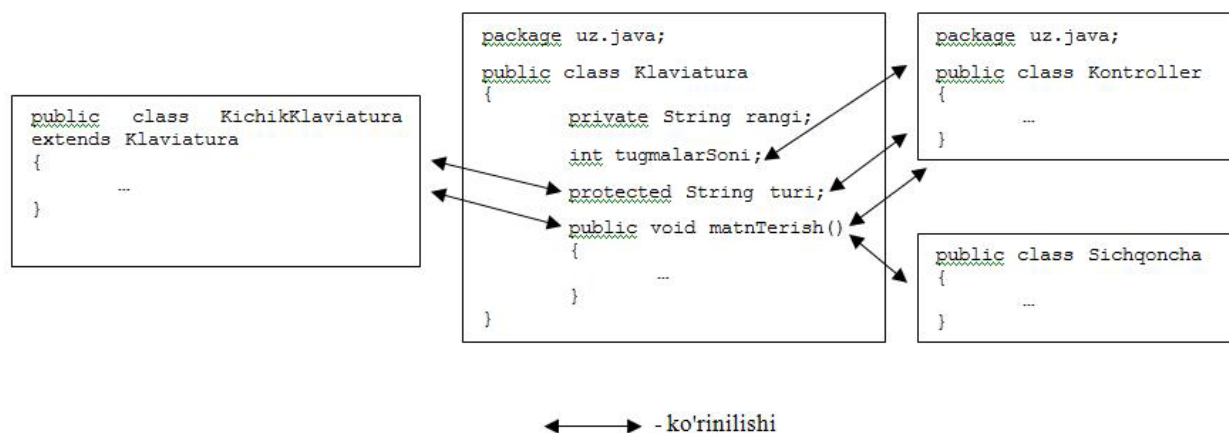 public class KichikKlaviatura
extends Klaviatura
{
…
}
package uz.java;
public class Klaviatura
{
private String rangi;
int tugmalarSoni;
protected String turi;
public void matnTerish()
{
…
}
}
package uz.java;
public class Kontroller
{
…
}
public class Sichqoncha
{
…
}
- ko'rinilishi